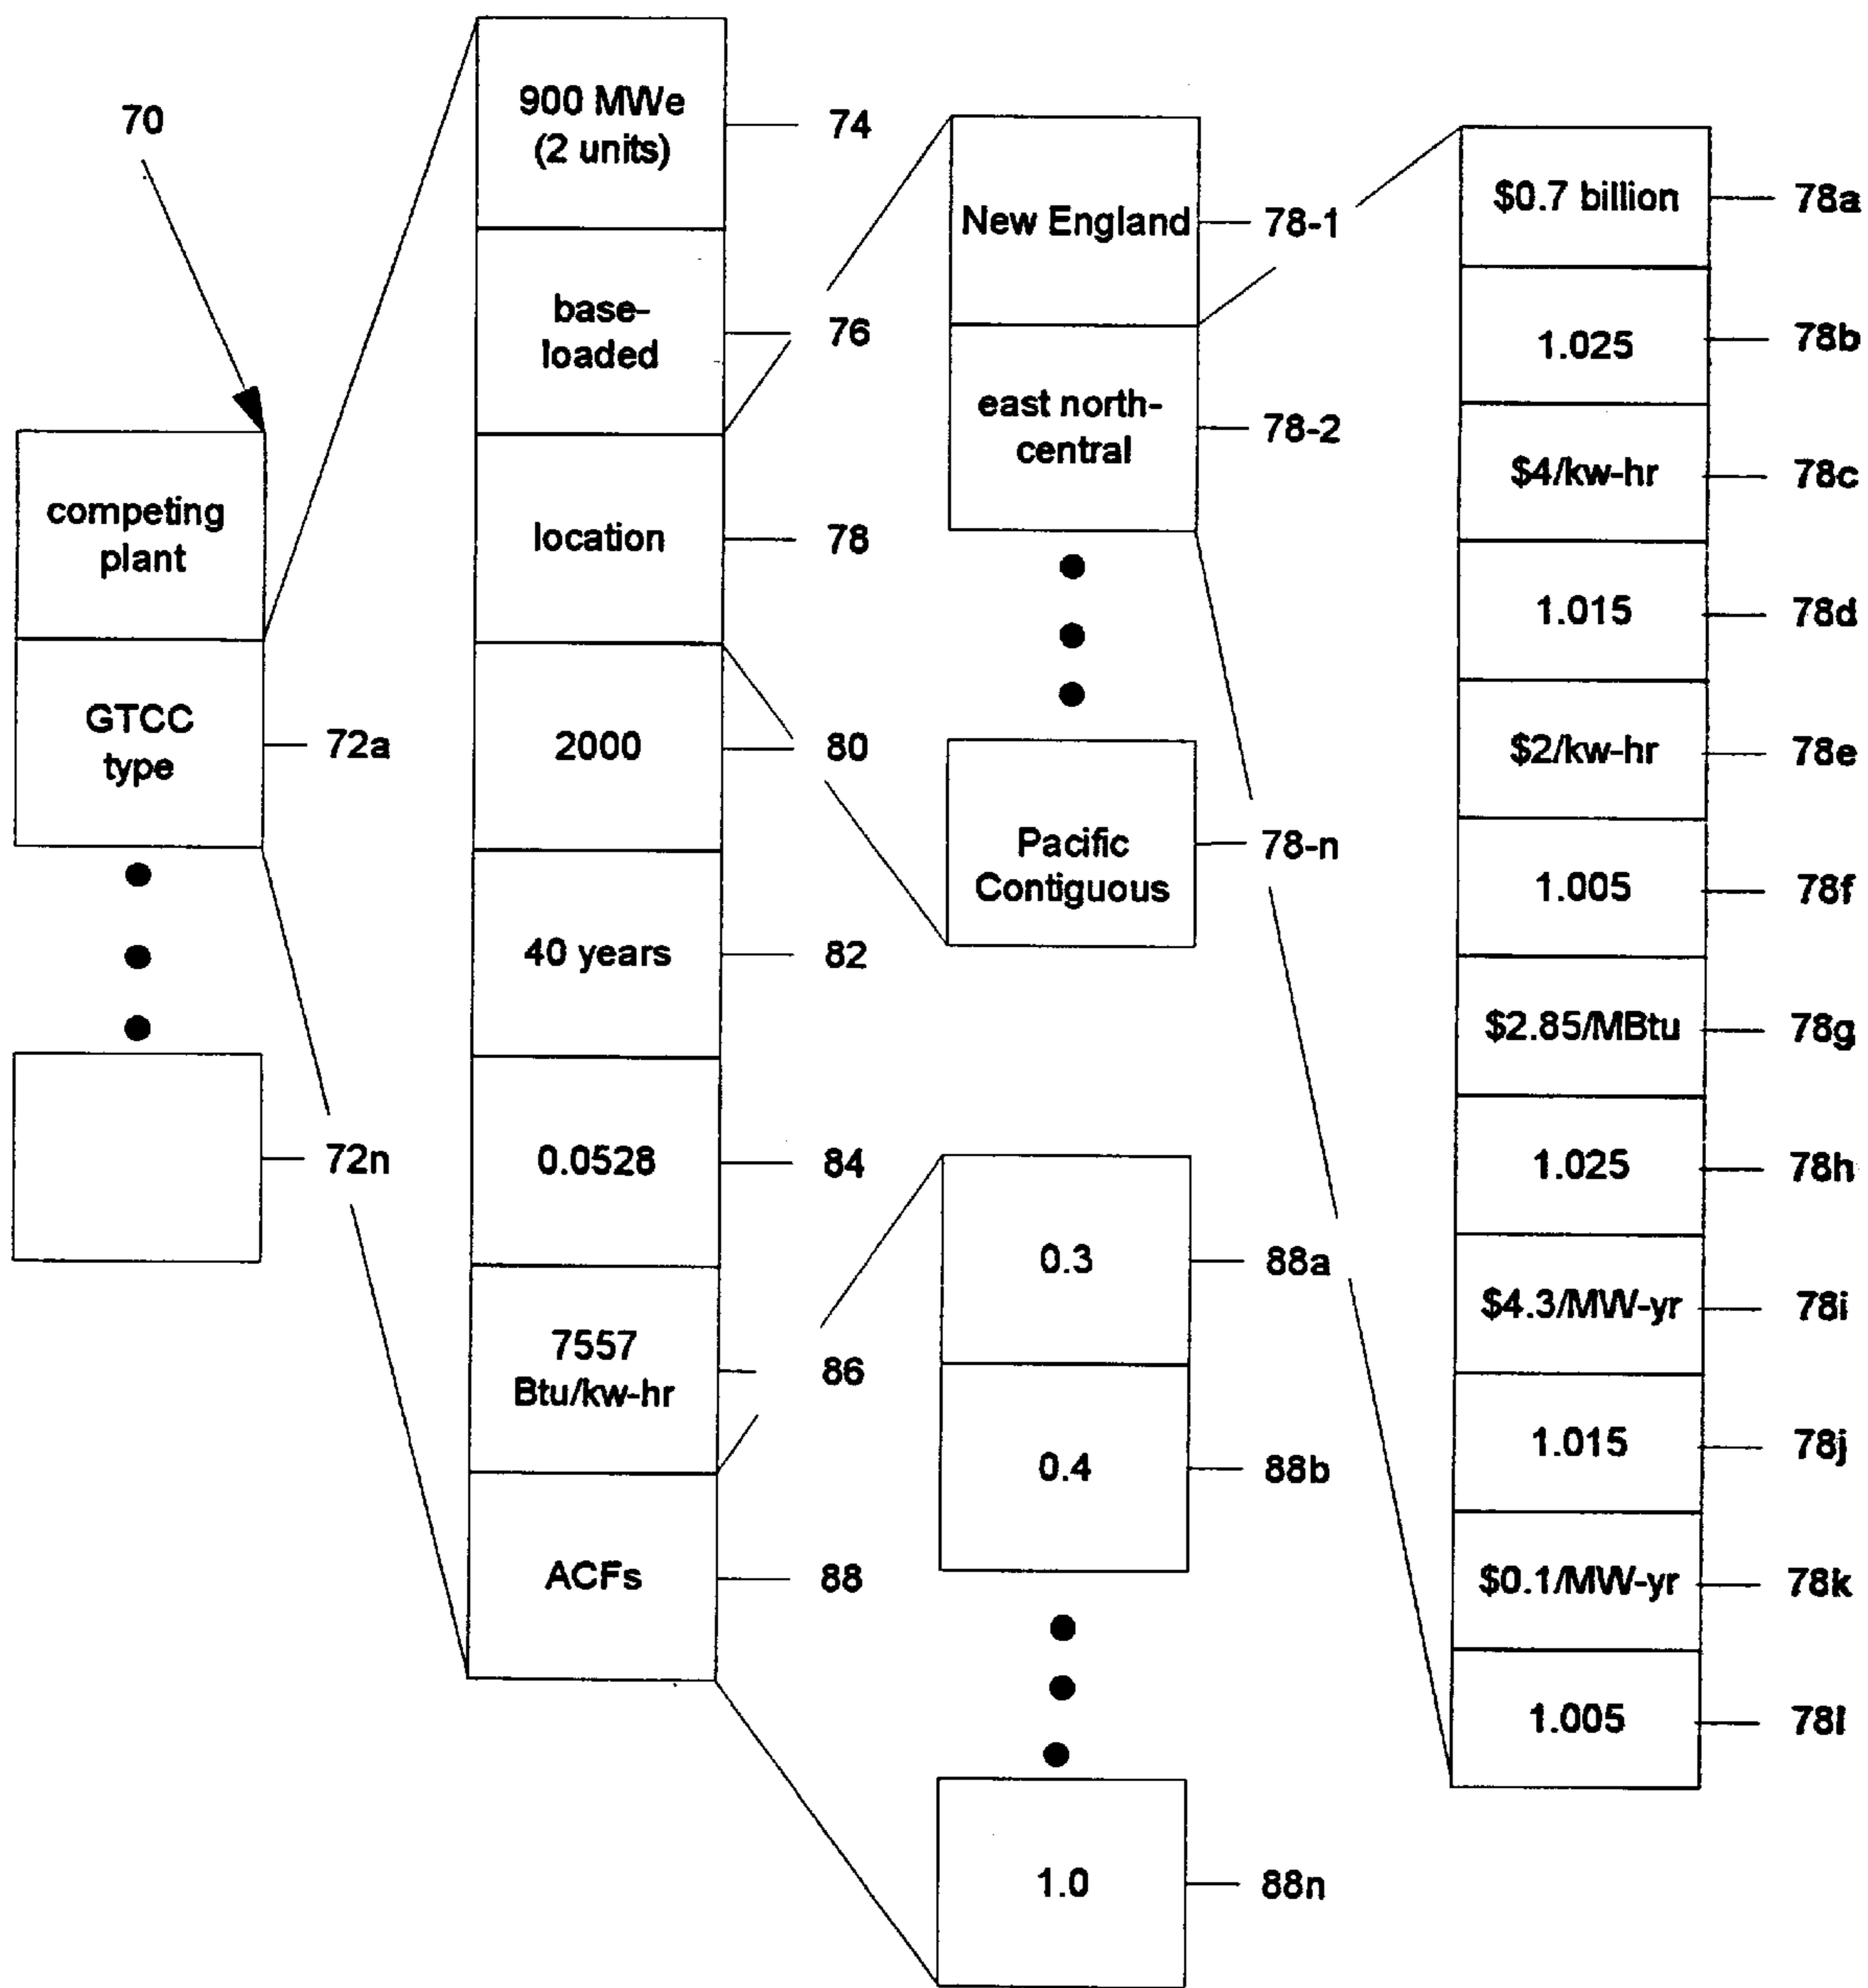 70
competing
plant
GTCC
type
72a
72n
900 MWe
(2 units)
74
base-
loaded
76
location
78
2000
80
40 years
82
0.0528
84
7557
Btu/kw-hr
86
ACFs
88
New England
78-1
east north-
central
78-2
Pacific
Contiguous
78-n
0.3
88a
0.4
88b
1.0
88n
$0.7 billion
78a
1.025
78b
$4/kw-hr
78c
1.015
78d
$2/kw-hr
78e
1.005
78f
$2.85/MBtu
78g
1.025
78h
$4.3/MW-yr
78i
1.015
78j
$0.1/MW-yr
78k
1.005
78l